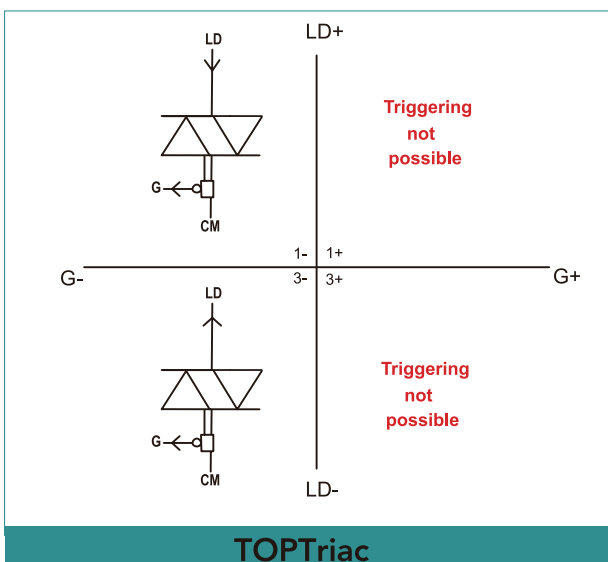 LD+
LD
Triggering
not
possible
G
CM
1- 1+
G- G+
3- 3+
LD
Triggering
not
possible
G
CM
LD-
TOPTriac